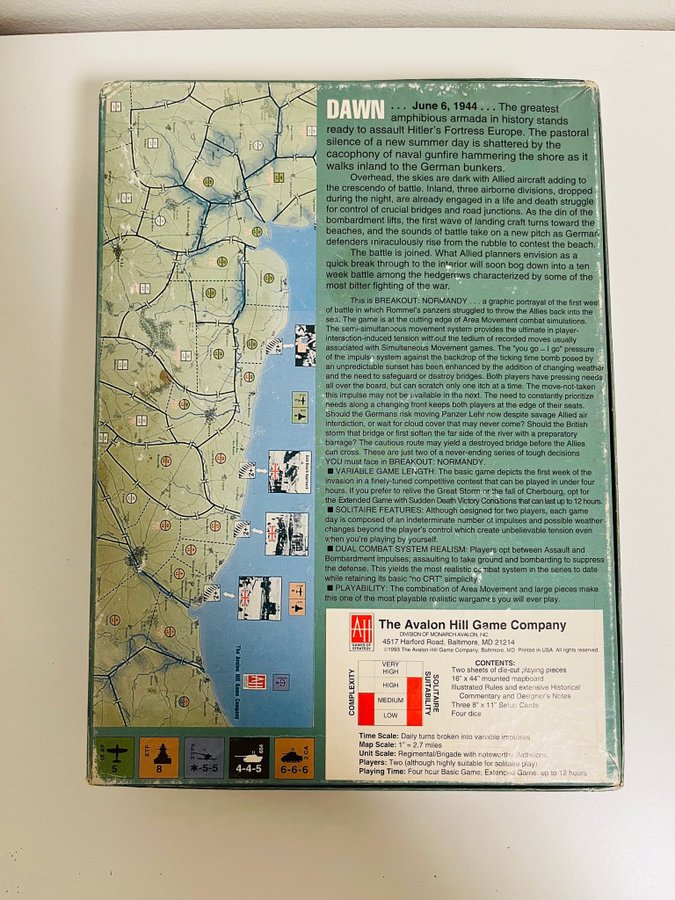 DAWN ... June 6, 1944 ... The greatest
amphibious armada in history stands
ready to assault Hitler's Fortress Europe. The pastoral
silence of a new summer day is shattered by the
cacophony of naval gunfire hammering the shore as it
walks inland to the German bunkers.
Overhead, the skies are dark with Allied aircraft adding to
the crescendo of battle. Inland, three airborne divisions, dropped
during the night, are already engaged in a life and death struggle
for control of crucial bridges and road junctions. As the din of the
bombardment lifts, the first wave of landing craft turns toward the
beaches, and the sounds of battle take on a new pitch as German
defenders miraculously rise from the rubble to contest the beach.
The battle is joined. What Allied planners envision as a
quick break through to the interior will soon bog down into a ten
week battle among the hedgerows characterized by some of the
most bitter fighting of the war.
This is BREAKOUT: NORMANDY . . . a graphic portrayal of the first week
of battle in which Rommel's panzers struggled to throw the Allies back into the
sea. The game is at the cutting edge of Area Movement combat simulations.
The semi-simultaneous movement system provides the ultimate in player-
interaction-induced tension without the tedium of recorded moves usually
associated with Simultaneous Movement games. The "you go – I go" pressure
of the impulse system against the backdrop of the ticking time bomb posed by
an unpredictable sunset has been enhanced by the addition of changing weather
and the need to safeguard or destroy bridges. Both players have pressing needs
all over the board, but can scratch only one itch at a time. The move-not-taken
this impulse may not be available in the next. The need to constantly prioritize
needs along a changing front keeps both players at the edge of their seats.
Should the Germans risk moving Panzer Lehr now despite savage Allied air
interdiction, or wait for cloud cover that may never come? Should the British
storm that bridge or first soften the far side of the river with a preparatory
barrage? The cautious route may yield a destroyed bridge before the Allies
can cross. These are just two of a never-ending series of tough decisions
YOU must face in BREAKOUT: NORMANDY.
■ VARIABLE GAME LENGTH: The basic game depicts the first week of the
invasion in a finely-tuned competitive contest that can be played in under four
hours. If you prefer to relive the Great Storm or the fall of Cherbourg, opt for
the Extended Game with Sudden Death Victory Conditions that can last up to 12 hours.
■ SOLITAIRE FEATURES: Although designed for two players, each game
day is composed of an indeterminate number of impulses and possible weather
changes beyond the player's control which create unbelievable tension
even when you're playing by yourself.
■ DUAL COMBAT SYSTEM REALISM: Players opt between Assault and
Bombardment impulses; assaulting to take ground and bombarding to suppress
the defense. This yields the most realistic combat system in the series to date
while retaining its basic "no CRT" simplicity.
■ PLAYABILITY: The combination of Area Movement and large pieces make
this one of the most playable realistic wargames you will ever play.
AH
GAMES OF
STRATEGY
The Avalon Hill Game Company
DIVISION OF MONARCH AVALON, INC.
4517 Harford Road, Baltimore, MD 21214
©1993 The Avalon Hill Game Company, Baltimore, MD Printed in USA. All rights reserved.
COMPLEXITY
VERY
HIGH
HIGH
MEDIUM
LOW
SOLITAIRE
SUITABILITY
CONTENTS:
Two sheets of die-cut playing pieces
16" x 44" mounted mapboard
Illustrated Rules and extensive Historical
Commentary and Designer's Notes
Three 8" x 11" Setup Cards
Four dice
Time Scale: Daily turns broken into variable impulses
Map Scale: 1" = 2.7 miles
Unit Scale: Regimental/Brigade with noteworthy Battalions
Players: Two (although highly suitable for solitaire play)
Playing Time: Four hour Basic Game; Extended Game: up to 12 hours
The Avalon Hill
Game Company
AH
5
ETF
8
*-5-5
4-4-5
654
6-6-6
2 CA